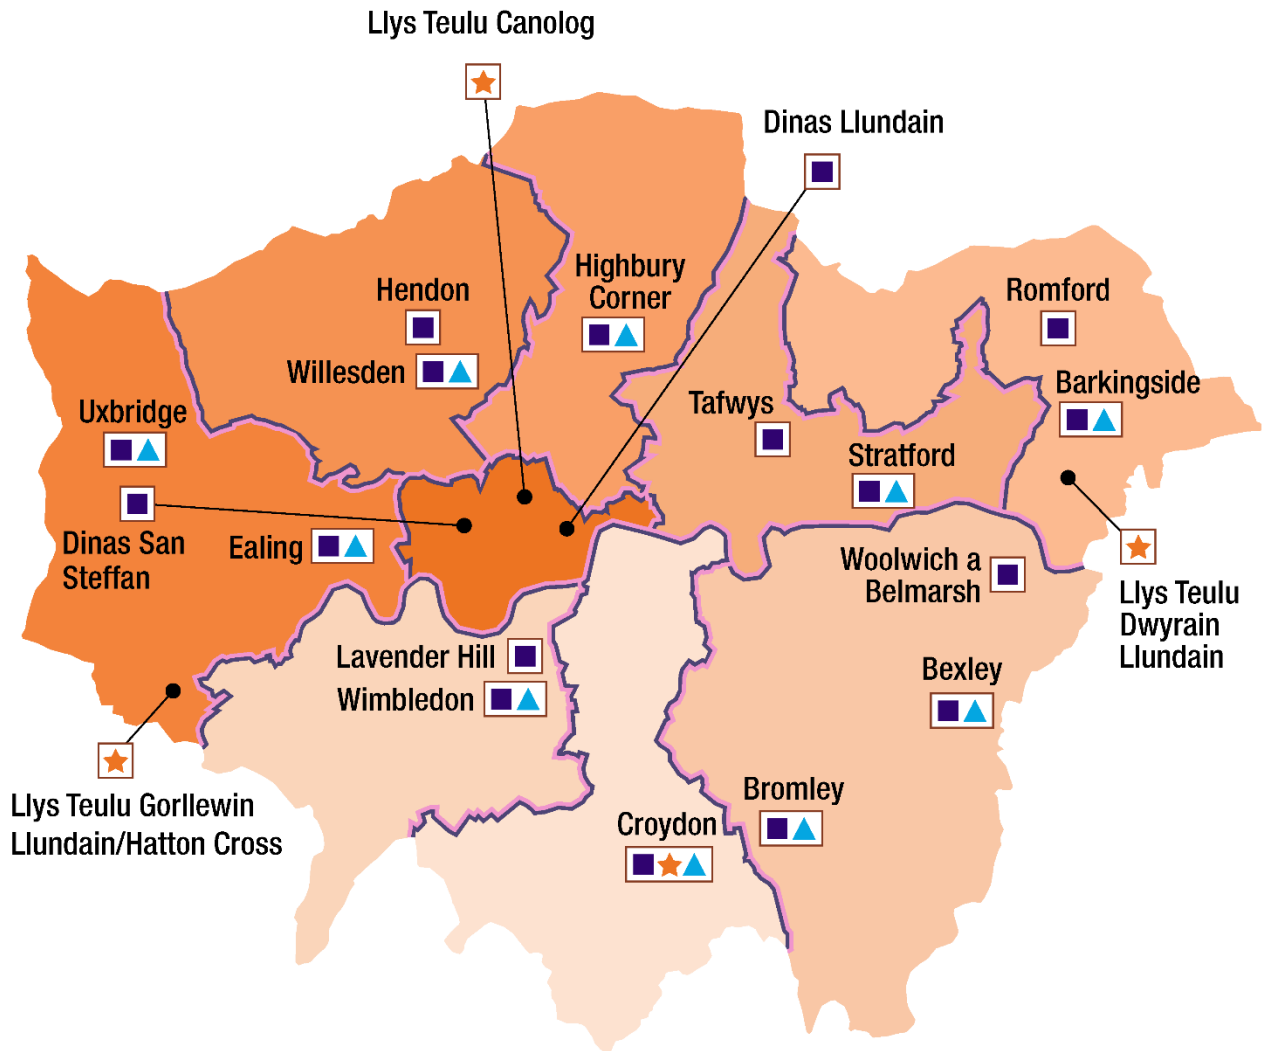 Llys Teulu Canolog
Dinas Llundain
Highbury
Corner
Hendon
Romford
Willesden
Barkingside
Tafwys
Uxbridge
Stratford
Dinas San
Steffan
Ealing
Woolwich a
Belmarsh
Llys Teulu
Dwyrain
Llundain
Lavender Hill
Bexley
Wimbledon
Bromley
Llys Teulu Gorllewin
Llundain/Hatton Cross
Croydon